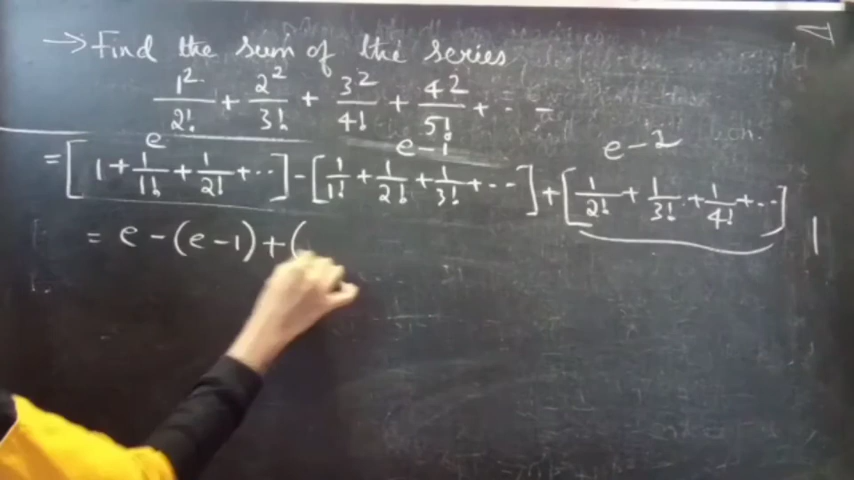 → Find the sum of the series
1²/2! + 2²/3! + 3²/4! + 4²/5! + - - -
e e-1 e-2
= [1 + 1/1! + 1/2! + ..] - [1/1! + 1/2! + 1/3! + ...] + [1/2! + 1/3! + 1/4! + ...]
= e - (e - 1) + (